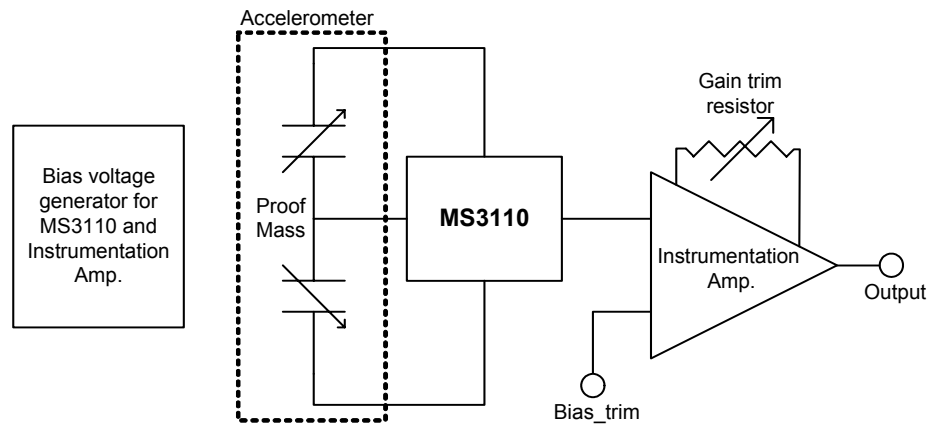 Accelerometer
Gain trim
resistor
Bias voltage
generator for
MS3110 and
Instrumentation
Amp.
Proof
Mass
MS3110
Instrumentation
Amp.
Output
Bias_trim